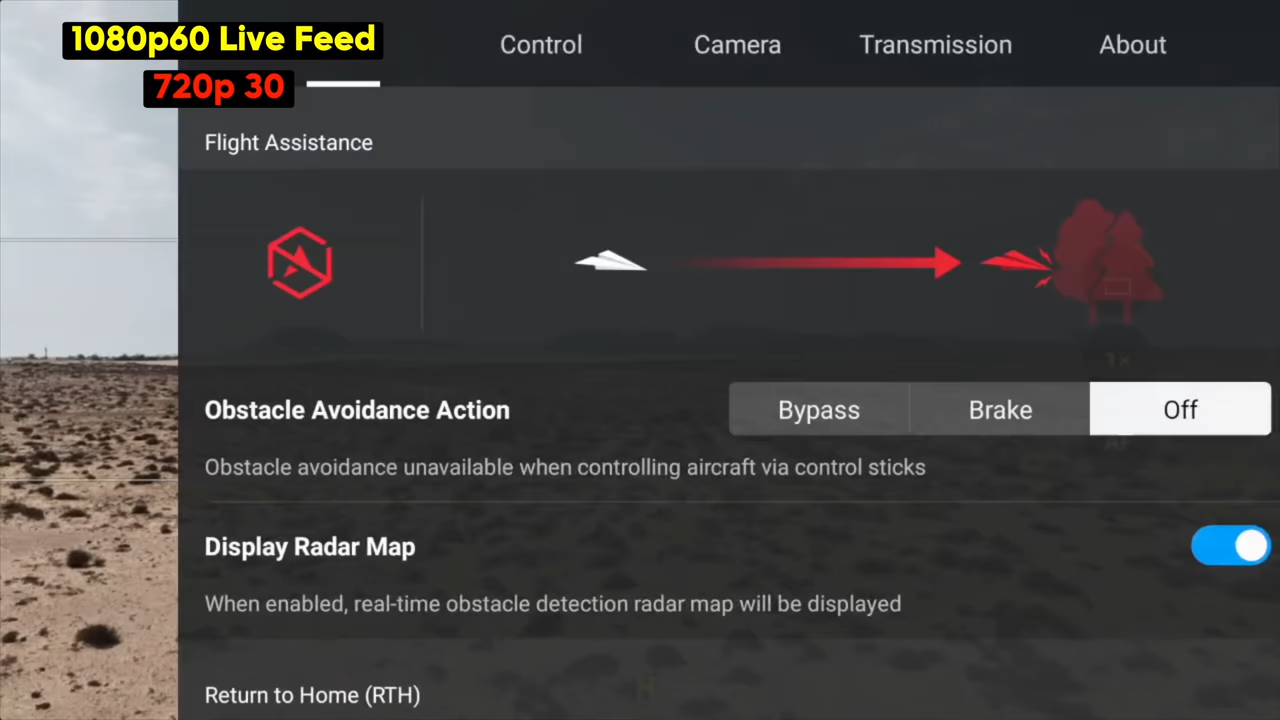 1080p60 Live Feed
720p 30
Control Camera Transmission About
Flight Assistance
Obstacle Avoidance Action
Bypass Brake Off
Obstacle avoidance unavailable when controlling aircraft via control sticks
Display Radar Map
When enabled, real-time obstacle detection radar map will be displayed
Return to Home (RTH)